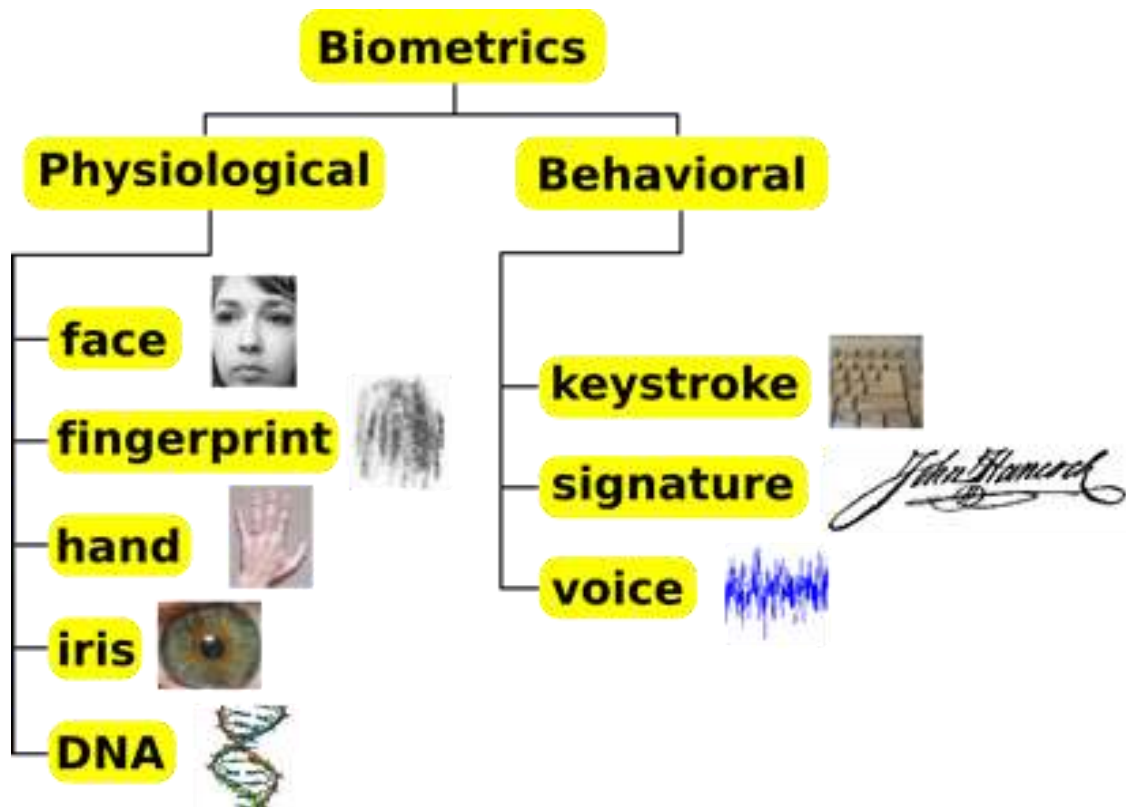 Biometrics
Physiological
Behavioral
face
fingerprint
hand
iris
DNA
keystroke
signature
John Hancock
voice